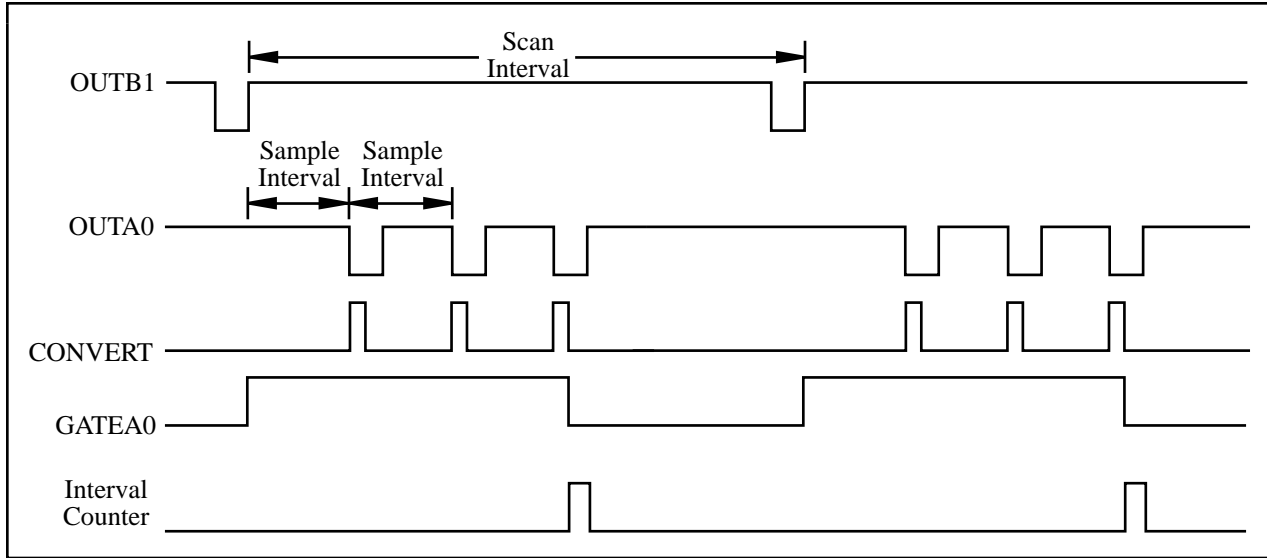 Scan
Interval
OUTB1
Sample
Interval
Sample
Interval
OUTA0
CONVERT
GATEA0
Interval
Counter